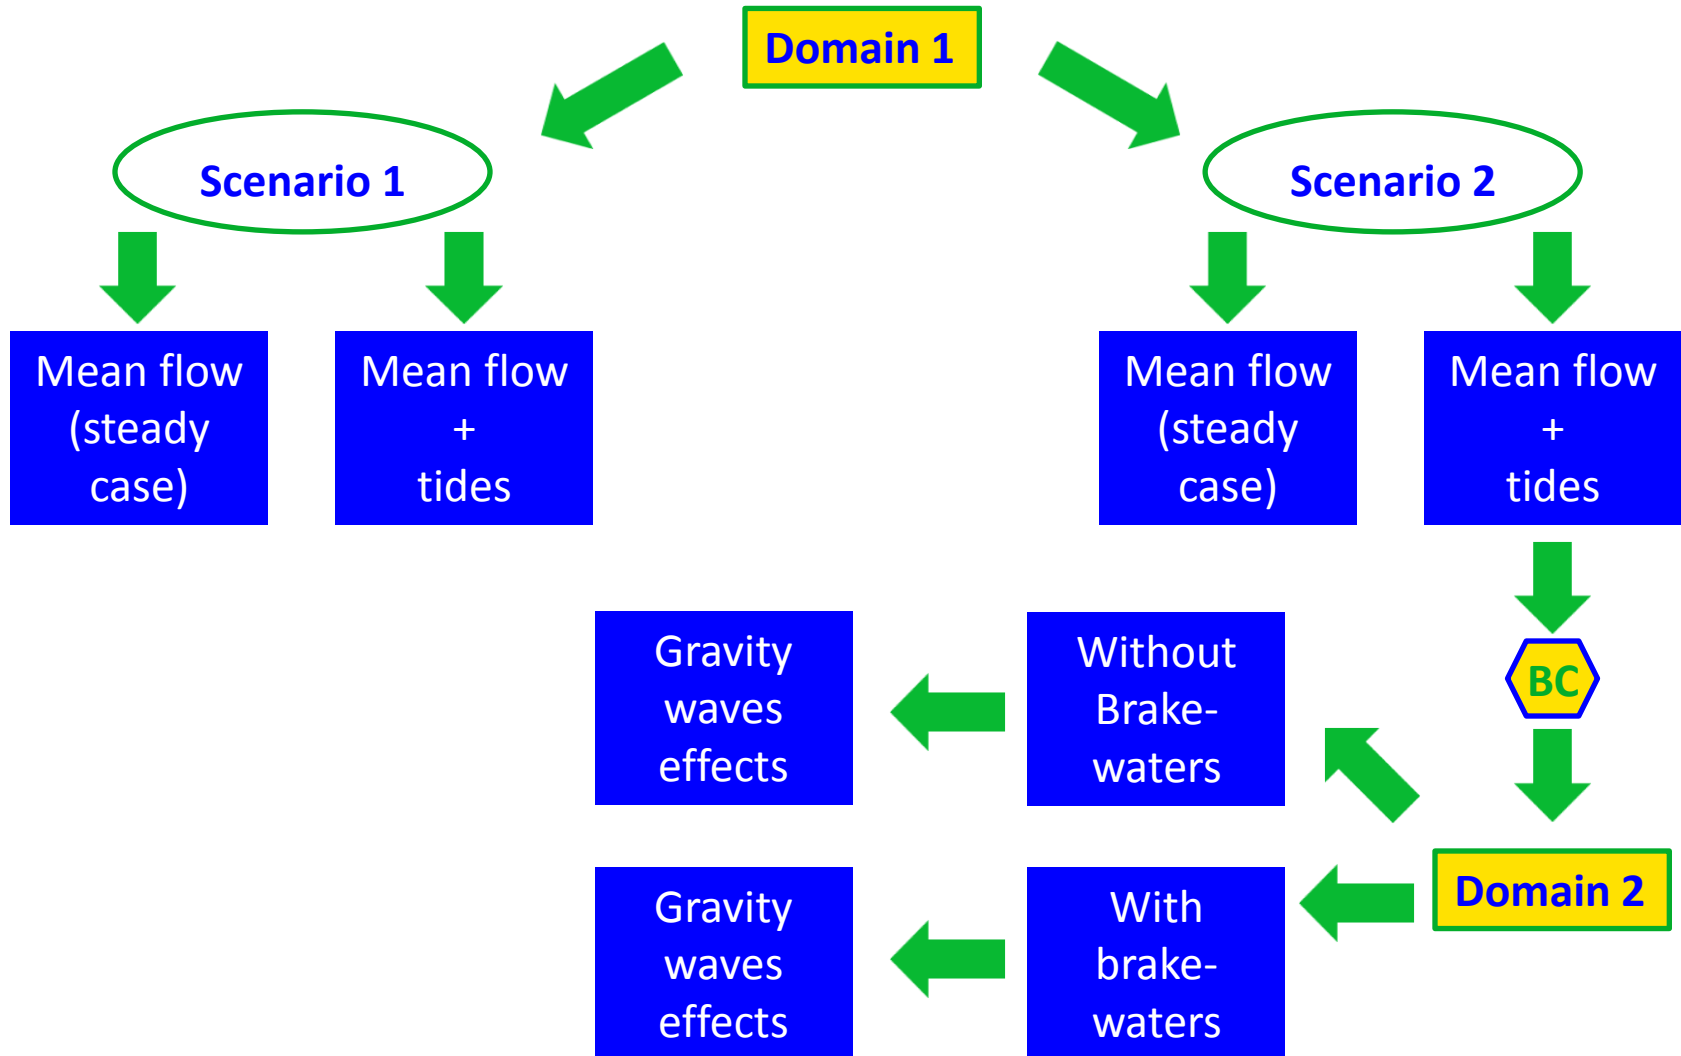 Domain 1
Scenario 1
Scenario 2
Mean flow
(steady
case)
Mean flow
+
tides
Mean flow
(steady
case)
Mean flow
+
tides
BC
Gravity
waves
effects
Without
Brake-
waters
Domain 2
Gravity
waves
effects
With
brake-
waters